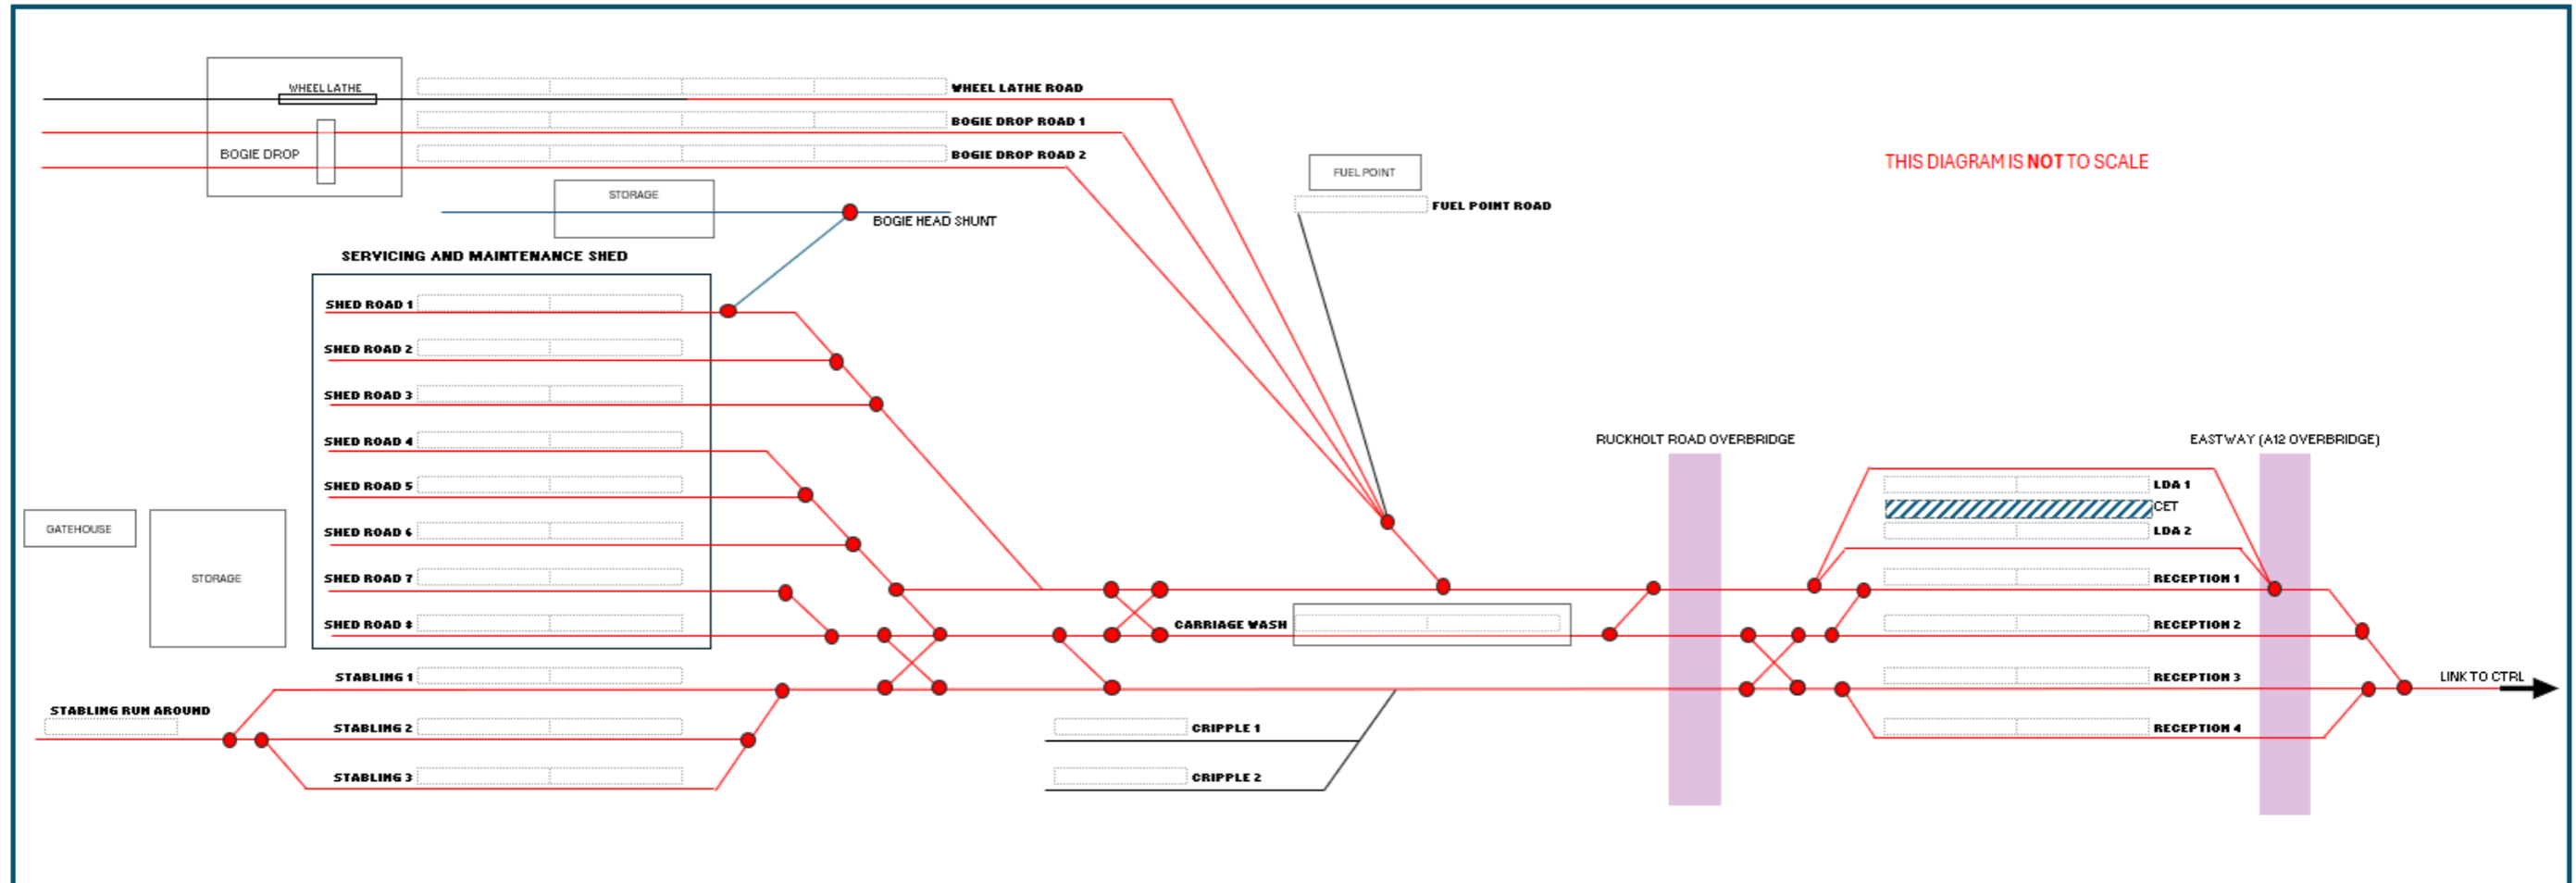 WHEEL LATHE
WHEEL LATHE ROAD
BOGIE DROP ROAD 1
BOGIE DROP
BOGIE DROP ROAD 2
THIS DIAGRAM IS NOT TO SCALE
FUEL POINT
STORAGE
FUEL POINT ROAD
BOGIE HEAD SHUNT
SERVICING AND MAINTENANCE SHED
SHED ROAD 1
SHED ROAD 2
SHED ROAD 3
SHED ROAD 4
RUCKHOLT ROAD OVERBRIDGE
EASTWAY (A12 OVERBRIDGE)
SHED ROAD 5
LDA 1
CET
GATEHOUSE
SHED ROAD 6
LDA 2
STORAGE
SHED ROAD 7
RECEPTION 1
SHED ROAD 8
CARRIAGE WASH
RECEPTION 2
STABLING 1
RECEPTION 3
LINK TO CTRL
STABLING RUN AROUND
STABLING 2
CRIPPLE 1
RECEPTION 4
STABLING 3
CRIPPLE 2